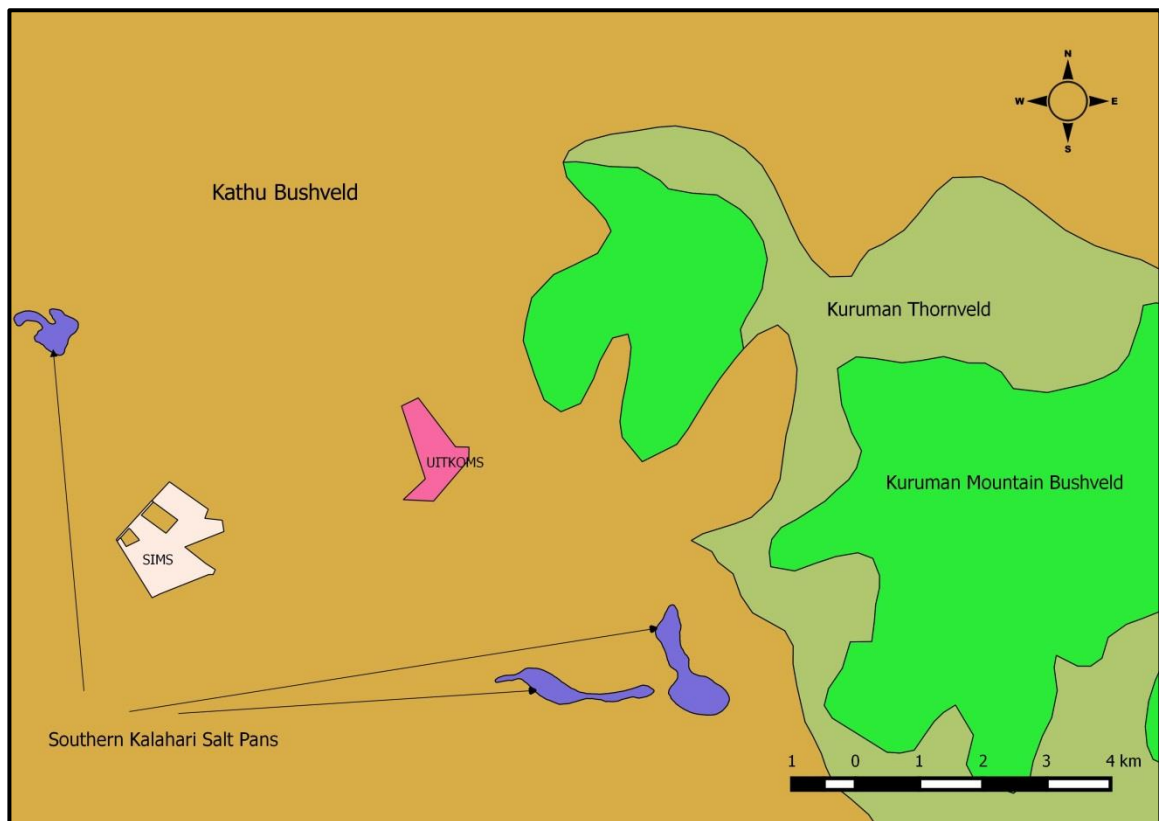 N
W E
S
Kathu Bushveld
Kuruman Thornveld
UITKOMS
Kuruman Mountain Bushveld
SIMS
Southern Kalahari Salt Pans
1 0 1 2 3 4 km